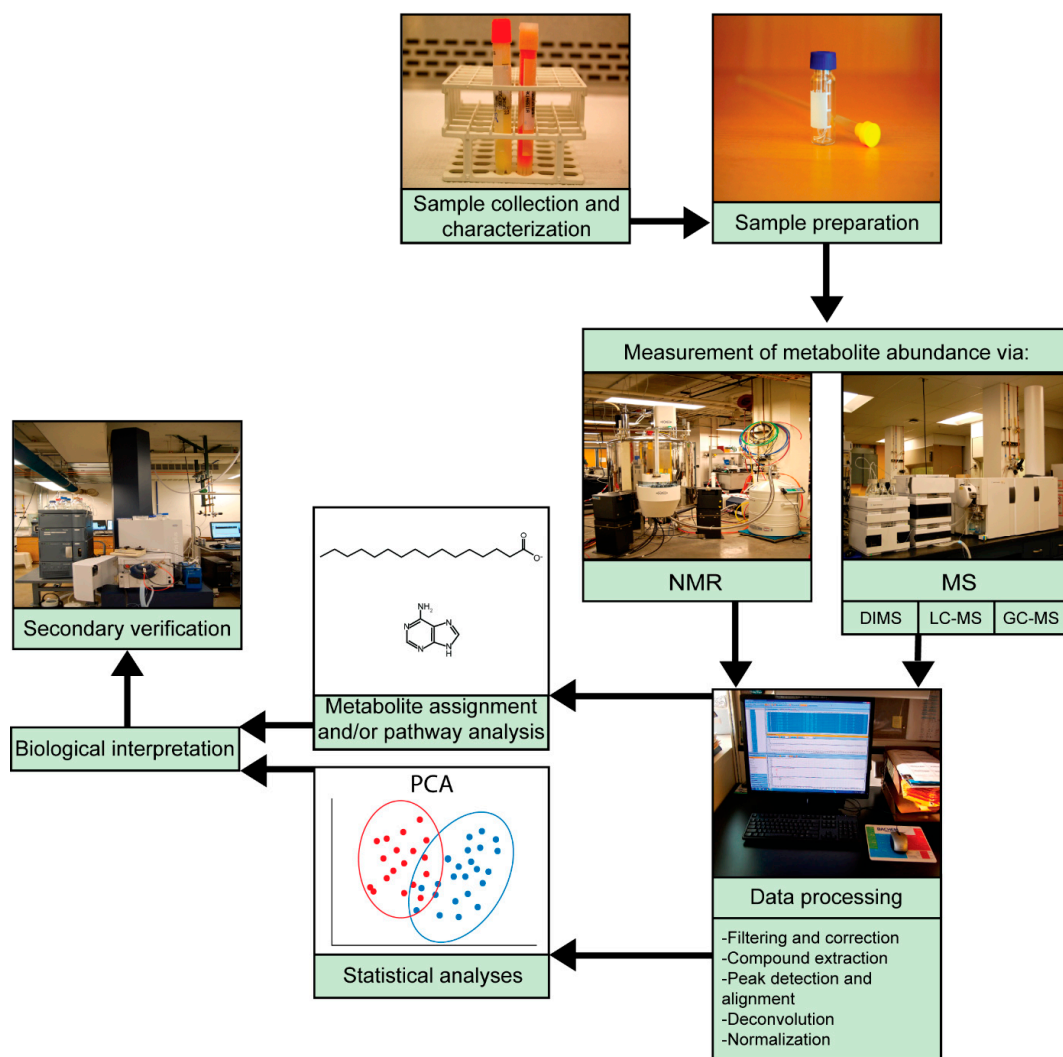 Sample collection and
characterization
Sample preparation
Measurement of metabolite abundance via:
NMR
MS
DIMS
LC-MS
GC-MS
Secondary verification
O
O-
NH2
N
N
N
N
H
Metabolite assignment
and/or pathway analysis
Biological interpretation
PCA
Statistical analyses
Data processing
-Filtering and correction
-Compound extraction
-Peak detection and
alignment
-Deconvolution
-Normalization